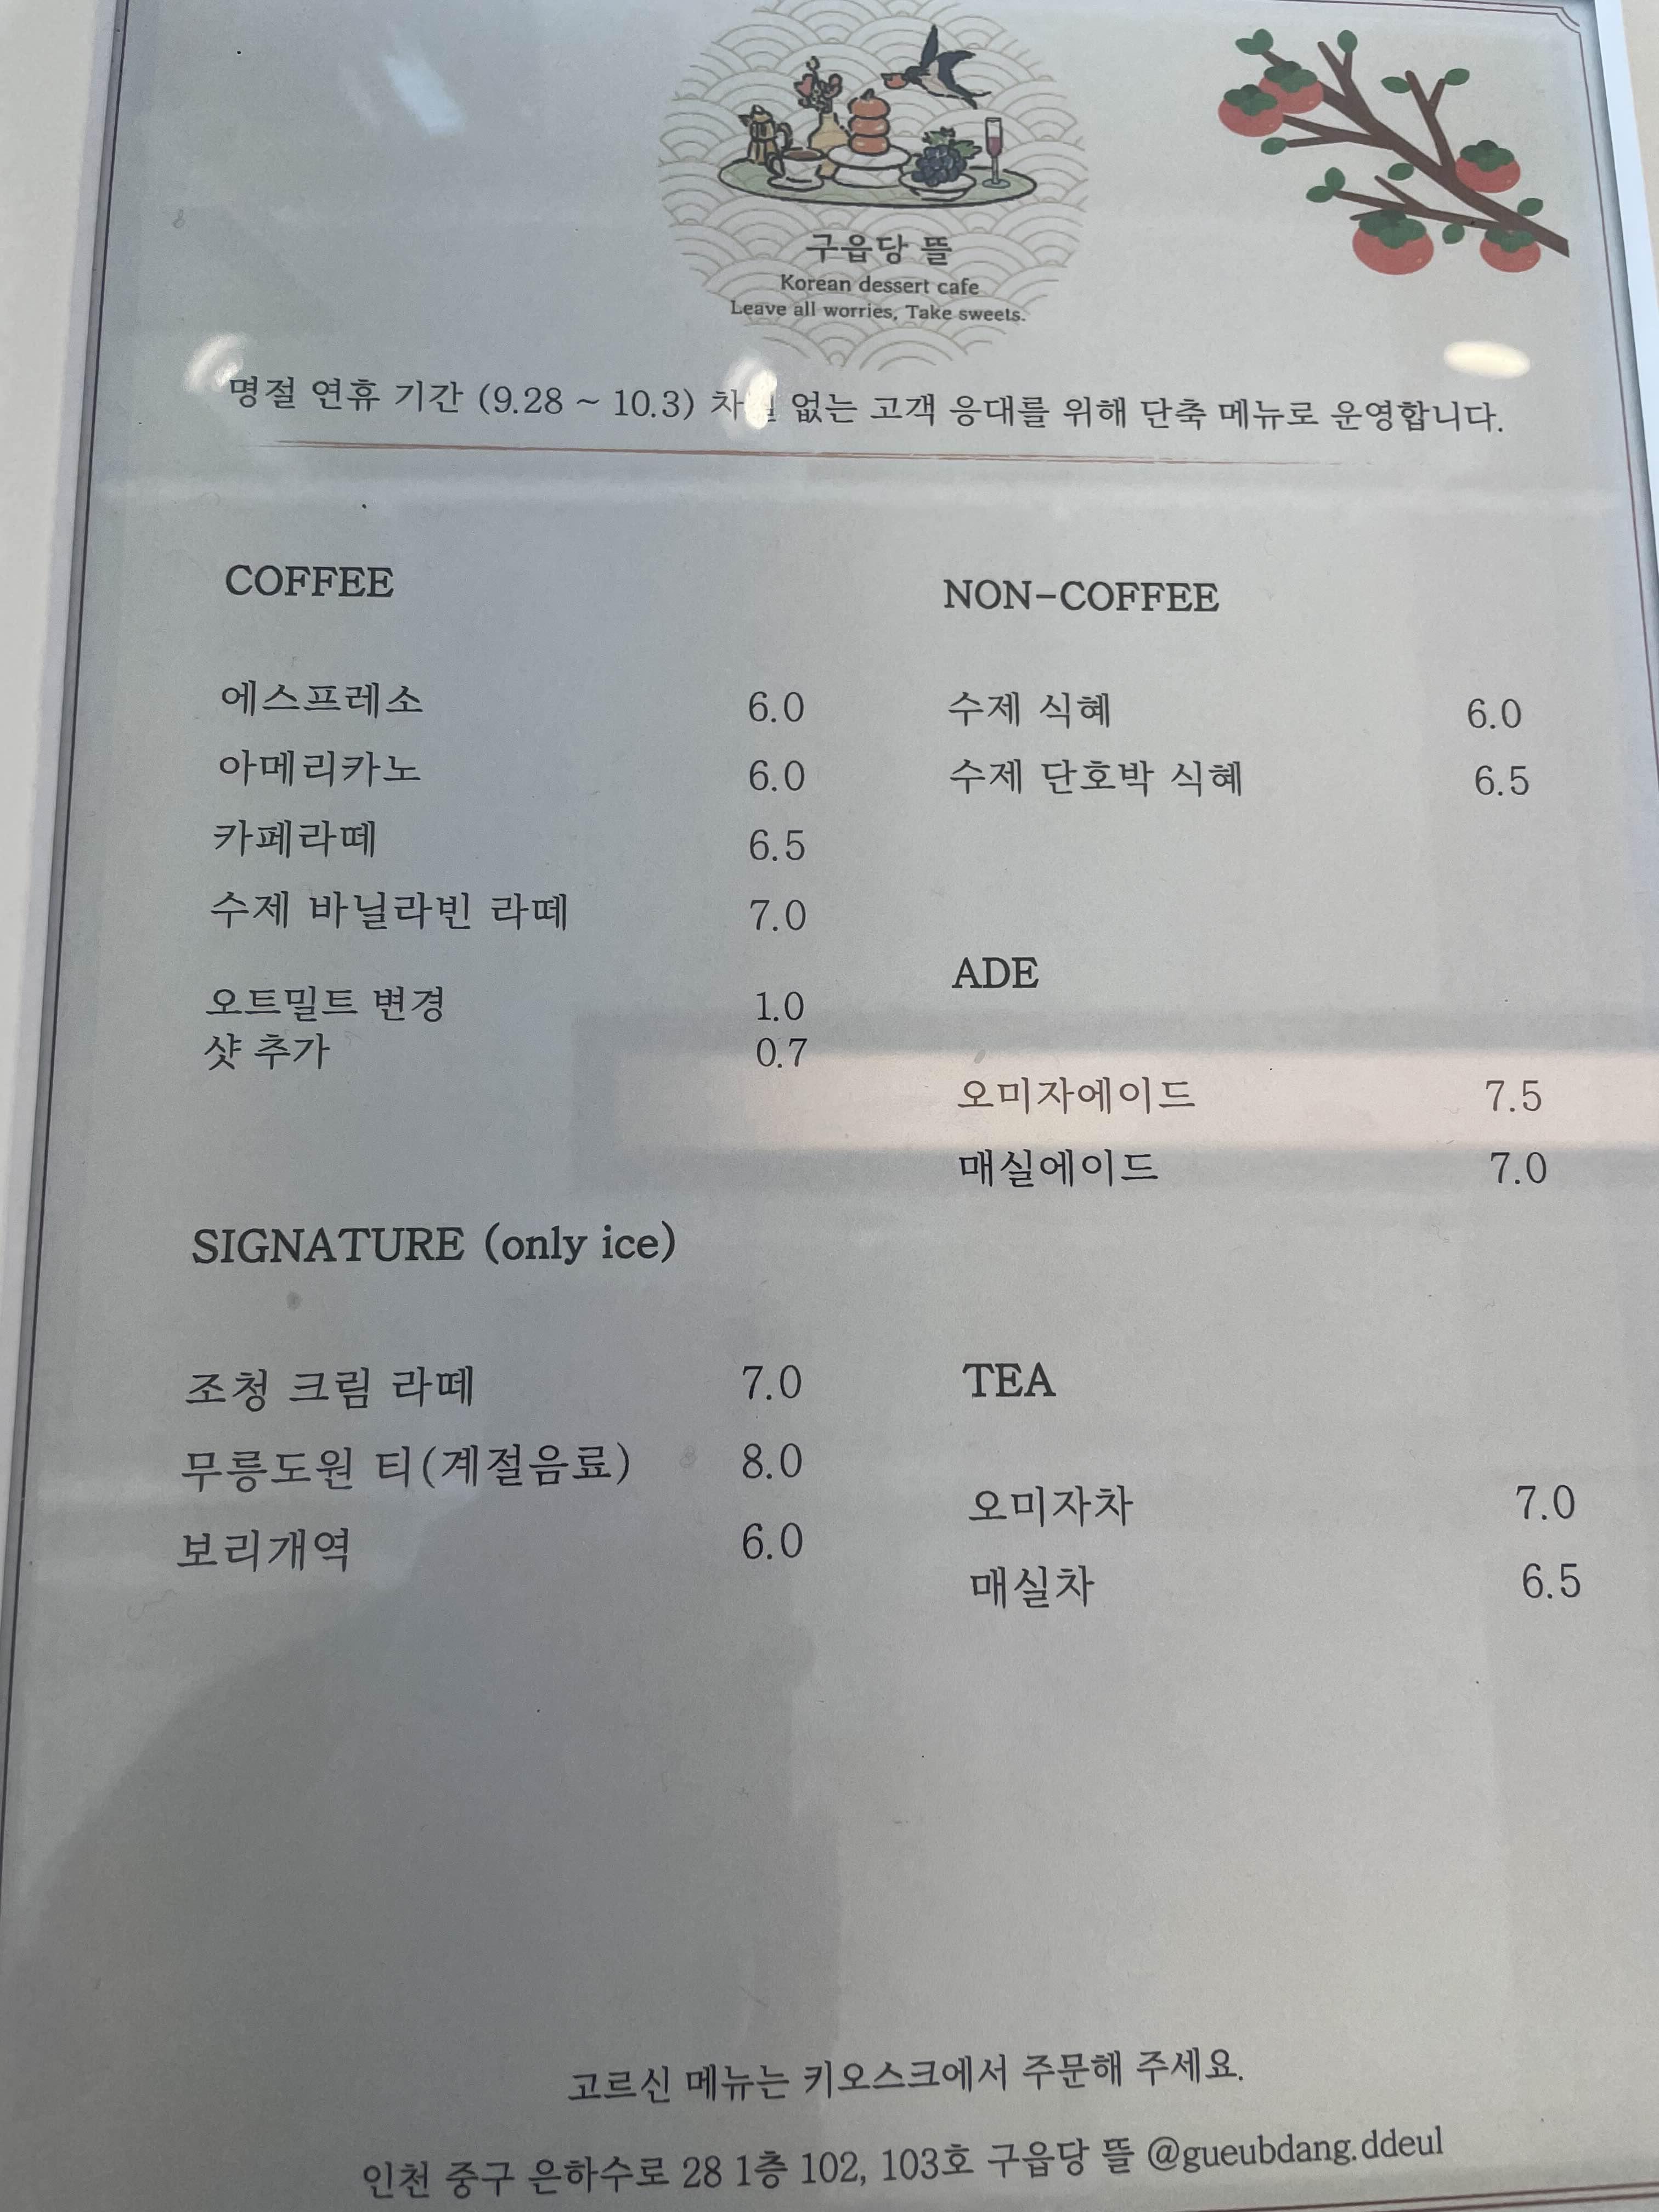 구읍당 뜰
Korean dessert cafe
Leave all worries, Take sweets.
명절 연휴 기간 (9.28 ~ 10.3) 없는 고객 응대를 위해 단축 메뉴로 운영합니다.
COFFEE
에스프레소 6.0
아메리카노 6.0
카페라떼 6.5
수제 바닐라빈 라떼 7.0
오트밀트 변경 1.0
샷 추가 0.7
SIGNATURE (only ice)
조청 크림 라떼 7.0
무릉도원 티(계절음료) 8.0
보리개역 6.0
NON-COFFEE
수제 식혜 6.0
수제 단호박 식혜 6.5
ADE
오미자에이드 7.5
매실에이드 7.0
TEA
오미자차 7.0
매실차 6.5
고르신 메뉴는 키오스크에서 주문해 주세요.
인천 중구 은하수로 28 1층 102, 103호 구읍당 뜰 @gueubdang.ddeul